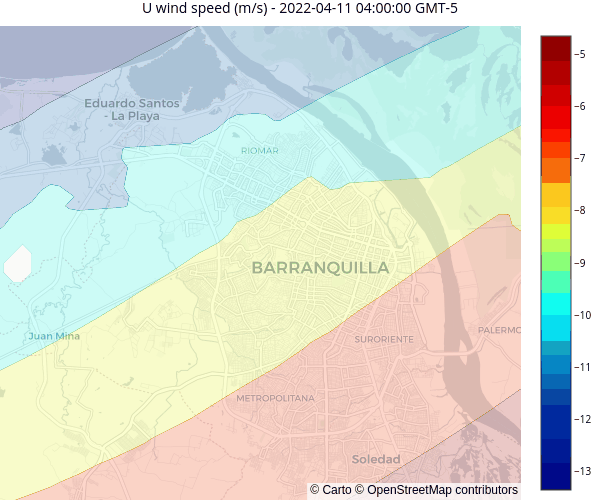 U wind speed (m/s) - 2022-04-11 04:00:00 GMT-5
Eduardo Santos
- La Playa
RIOMAR
BARRANQUILLA
Juan Mina
SURORIENTE
PALERMO
METROPOLITANA
Soledad
© Carto © OpenStreetMap contributors
−5
−6
−7
−8
−9
−10
−11
−12
−13